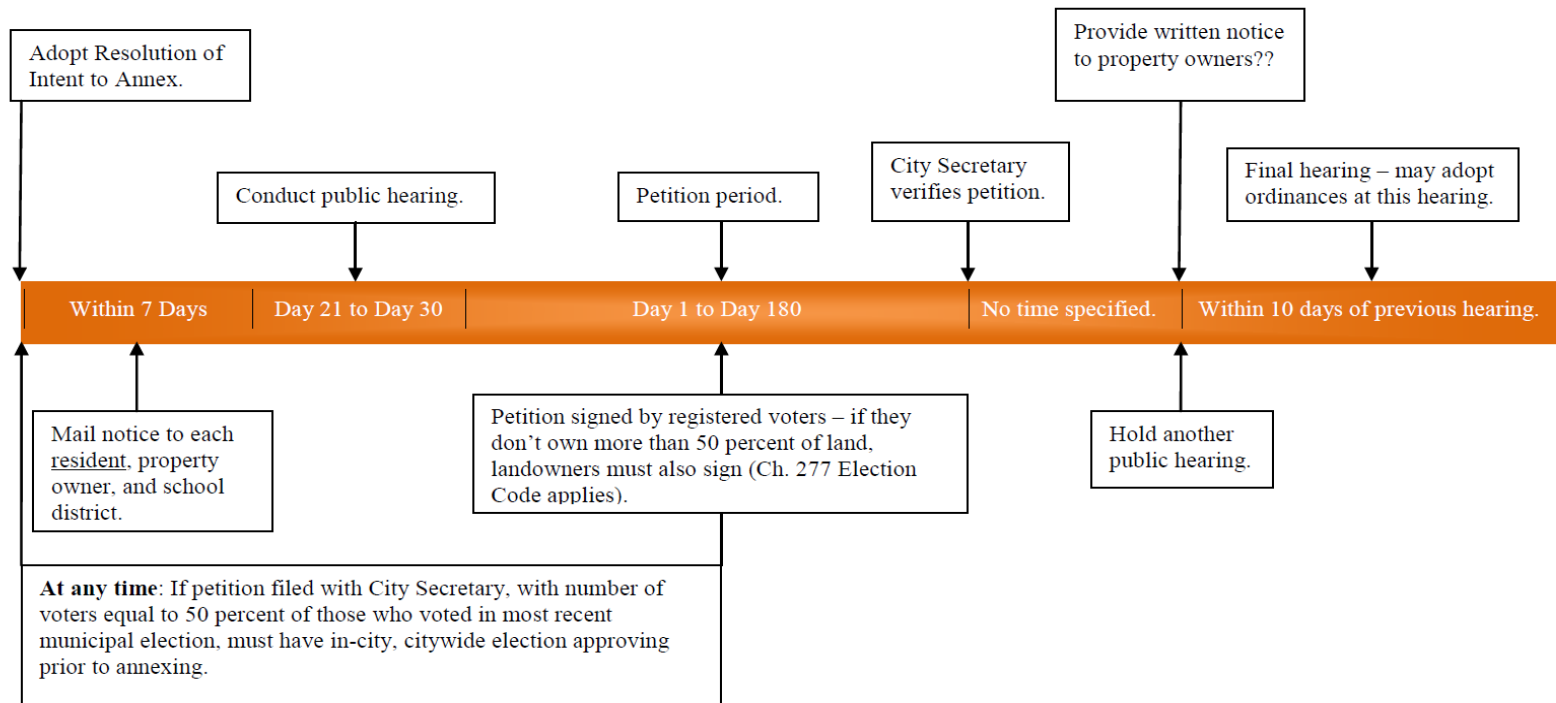 Adopt Resolution of
Intent to Annex.
Provide written notice
to property owners??
Conduct public hearing.
Petition period.
City Secretary
verifies petition.
Final hearing – may adopt
ordinances at this hearing.
Within 7 Days
Day 21 to Day 30
Day 1 to Day 180
No time specified.
Within 10 days of previous hearing.
Mail notice to each
resident, property
owner, and school
district.
Petition signed by registered voters – if they
don’t own more than 50 percent of land,
landowners must also sign (Ch. 277 Election
Code applies).
Hold another
public hearing.
At any time: If petition filed with City Secretary, with number of
voters equal to 50 percent of those who voted in most recent
municipal election, must have in-city, citywide election approving
prior to annexing.